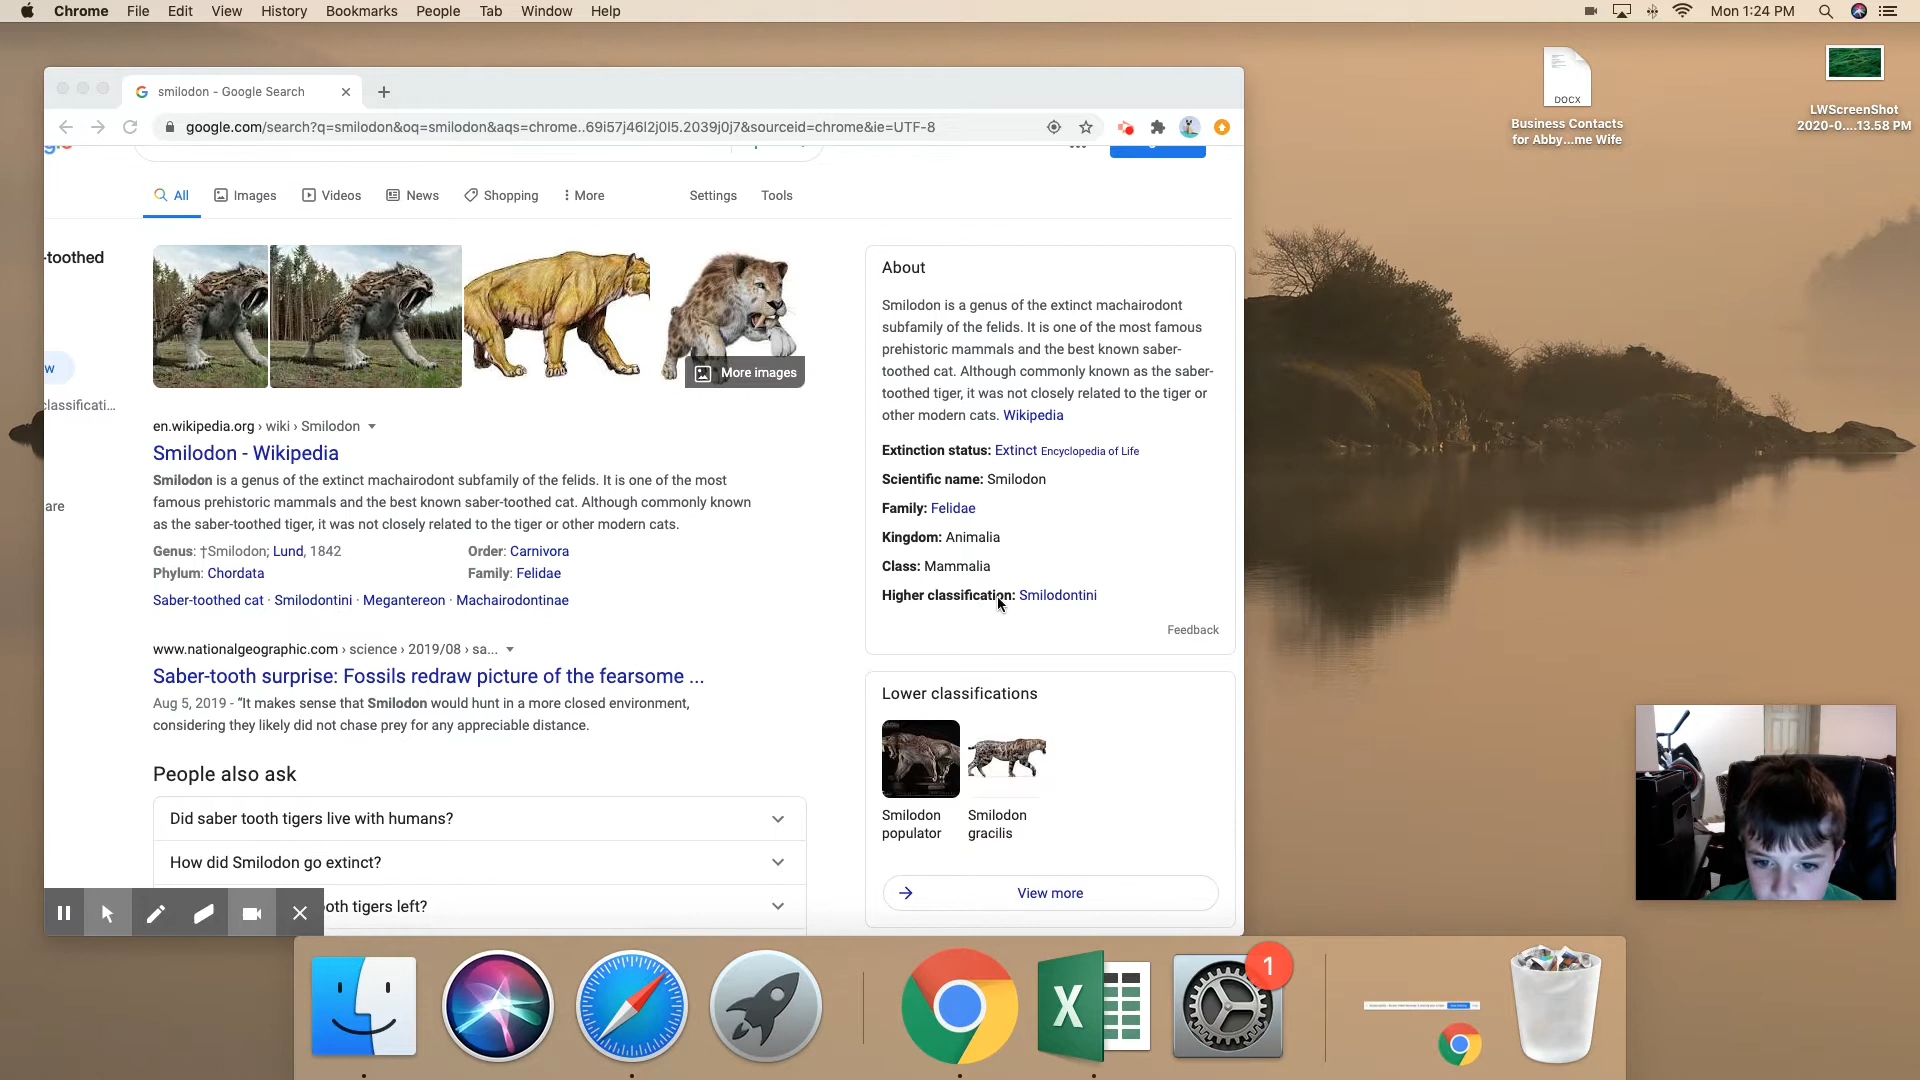 Chrome File Edit View History Bookmarks People Tab Window Help
Mon 1:24 PM
DOCX
Business Contacts
for Abby...me Wife
LWScreenShot
2020-0....13.58 PM
smilodon - Google Search
google.com/search?q=smilodon&oq=smilodon&aqs=chrome..69i57j46l2j0l5.2039j0j7&sourceid=chrome&ie=UTF-8
All Images Videos News Shopping More Settings Tools
-toothed
w
classificati...
are
More images
en.wikipedia.org › wiki › Smilodon
Smilodon - Wikipedia
Smilodon is a genus of the extinct machairodont subfamily of the felids. It is one of the most
famous prehistoric mammals and the best known saber-toothed cat. Although commonly known
as the saber-toothed tiger, it was not closely related to the tiger or other modern cats.
Genus: †Smilodon; Lund, 1842 Order: Carnivora
Phylum: Chordata Family: Felidae
Saber-toothed cat · Smilodontini · Megantereon · Machairodontinae
www.nationalgeographic.com › science › 2019/08 › sa...
Saber-tooth surprise: Fossils redraw picture of the fearsome ...
Aug 5, 2019 - “It makes sense that Smilodon would hunt in a more closed environment,
considering they likely did not chase prey for any appreciable distance.
People also ask
Did saber tooth tigers live with humans?
How did Smilodon go extinct?
ooth tigers left?
About
Smilodon is a genus of the extinct machairodont
subfamily of the felids. It is one of the most famous
prehistoric mammals and the best known saber-
toothed cat. Although commonly known as the saber-
toothed tiger, it was not closely related to the tiger or
other modern cats. Wikipedia
Extinction status: Extinct Encyclopedia of Life
Scientific name: Smilodon
Family: Felidae
Kingdom: Animalia
Class: Mammalia
Higher classification: Smilodontini
Feedback
Lower classifications
Smilodon
populator
Smilodon
gracilis
View more
X
1